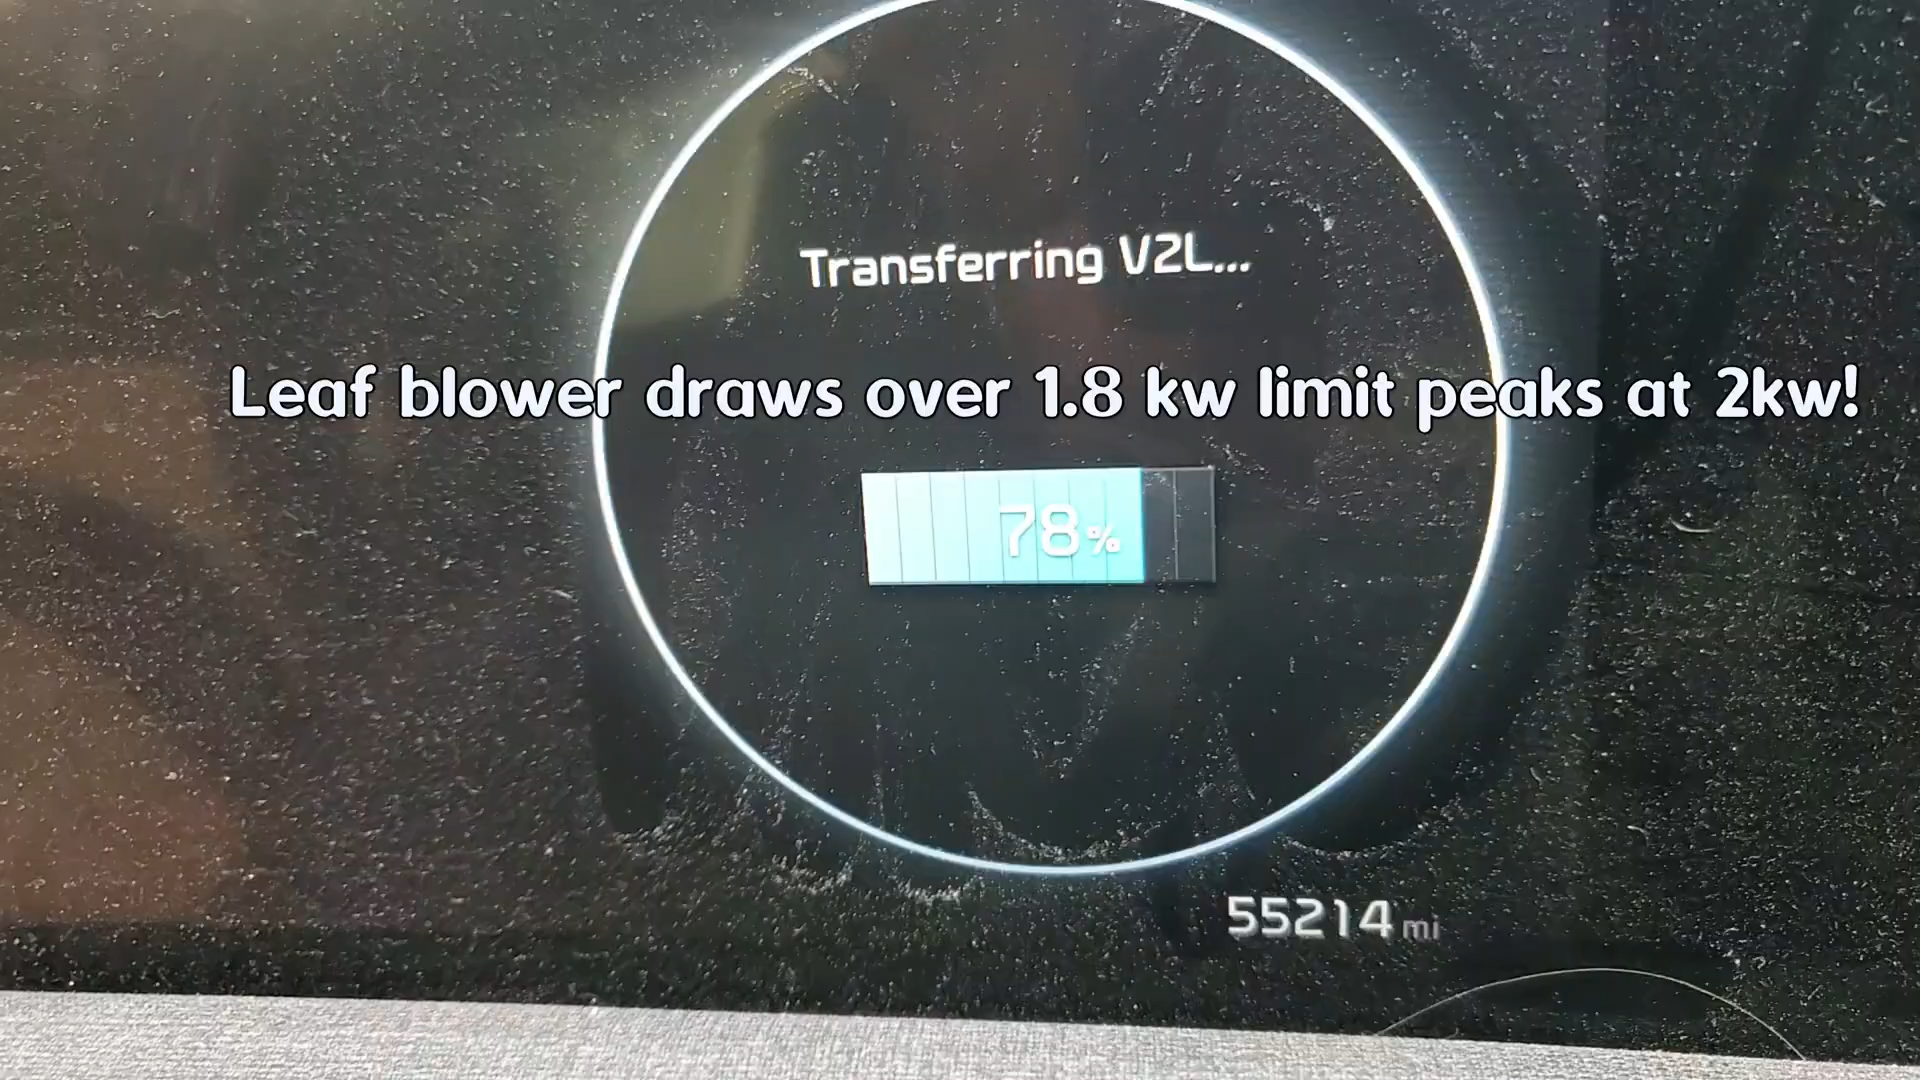 Transferring V2L...
Leaf blower draws over 1.8 kw limit peaks at 2kw!
78%
55214 mi